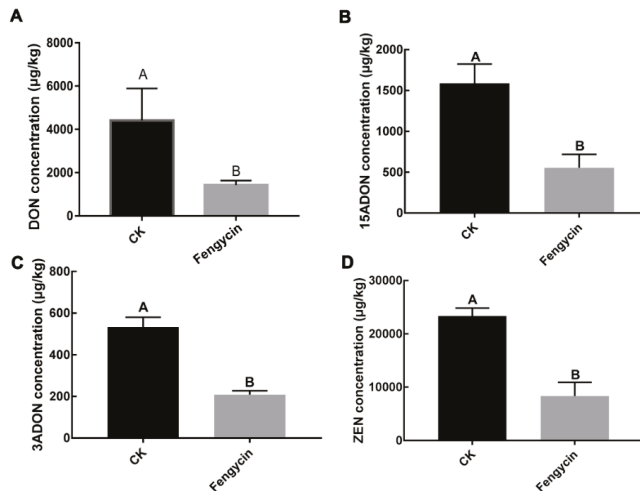 A
DON concentration (µg/kg)
8000
6000
4000
2000
0
A
B
CK
Fengycin
B
15ADON concentration (µg/kg)
2000
1500
1000
500
0
A
B
CK
Fengycin
C
3ADON concentration (µg/kg)
800
600
400
200
0
A
B
CK
Fengycin
D
ZEN concentration (µg/kg)
30000
20000
10000
0
A
B
CK
Fengycin